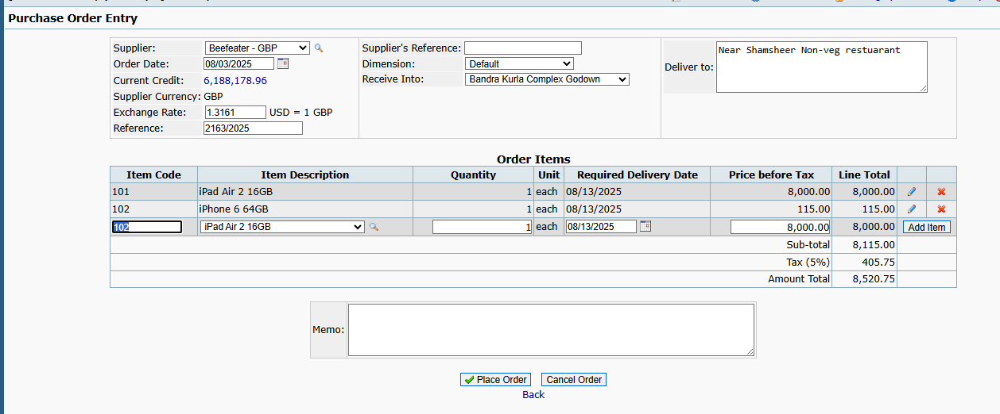 Purchase Order Entry
Supplier: Beefeater - GBP
Order Date: 08/03/2025
Current Credit: 6,188,178.96
Supplier Currency: GBP
Exchange Rate: 1.3161 USD = 1 GBP
Reference: 2163/2025
Supplier's Reference:
Dimension: Default
Receive Into: Bandra Kurla Complex Godown
Deliver to: Near Shamsheer Non-veg restuarant
Order Items
Item Code Item Description Quantity Unit Required Delivery Date Price before Tax Line Total
101 iPad Air 2 16GB 1 each 08/13/2025 8,000.00 8,000.00
102 iPhone 6 64GB 1 each 08/13/2025 115.00 115.00
102 iPad Air 2 16GB 1 each 08/13/2025 8,000.00 8,000.00 Add Item
Sub-total 8,115.00
Tax (5%) 405.75
Amount Total 8,520.75
Memo:
Place Order Cancel Order
Back